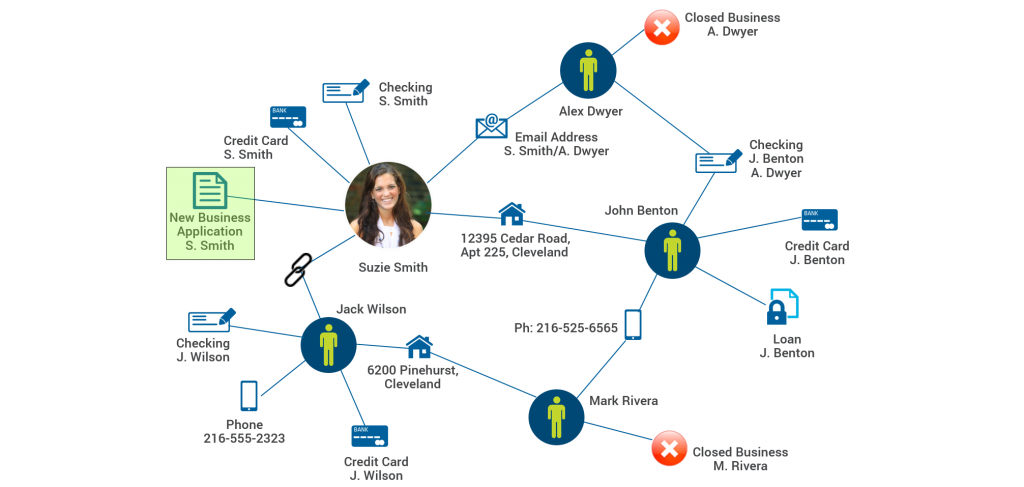 Closed Business
A. Dwyer
Alex Dwyer
Checking
S. Smith
BANK
Credit Card
S. Smith
@
Email Address
S. Smith/A. Dwyer
Checking
J. Benton
A. Dwyer
New Business
Application
S. Smith
John Benton
BANK
Credit Card
J. Benton
12395 Cedar Road,
Apt 225, Cleveland
Suzie Smith
Jack Wilson
Ph: 216-525-6565
Loan
J. Benton
Checking
J. Wilson
6200 Pinehurst,
Cleveland
Mark Rivera
Phone
216-555-2323
BANK
Credit Card
J. Wilson
Closed Business
M. Rivera